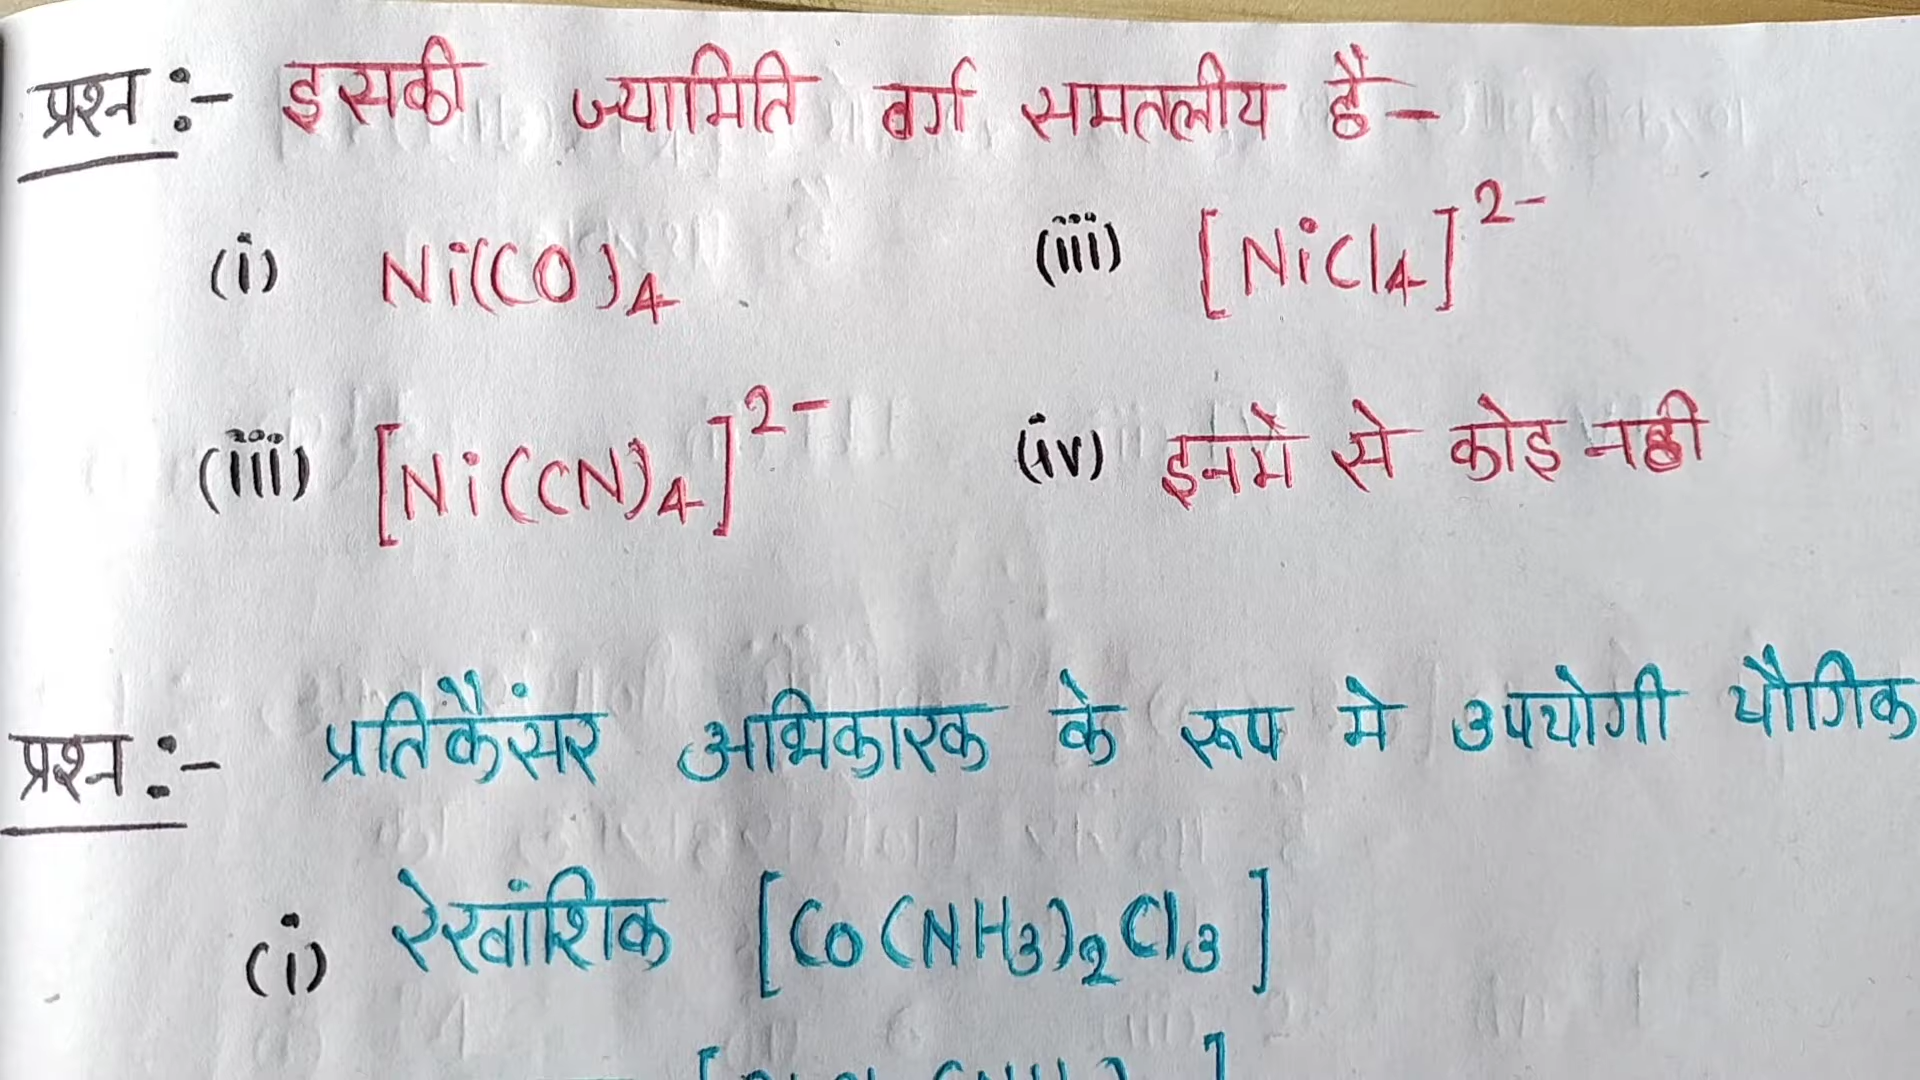 प्रश्न :- इसकी ज्यामिति वर्ग समतलीय है -
(i) Ni(CO)4 (iii) [NiCl4]2-
(iii) [Ni(CN)4]2- (iv) इनमे से कोइ नही
प्रश्न :- प्रतिकैंसर अभिकारक के रूप मे उपयोगी यौगिक
(i) रेखांशिक [Co(NH3)2Cl3]